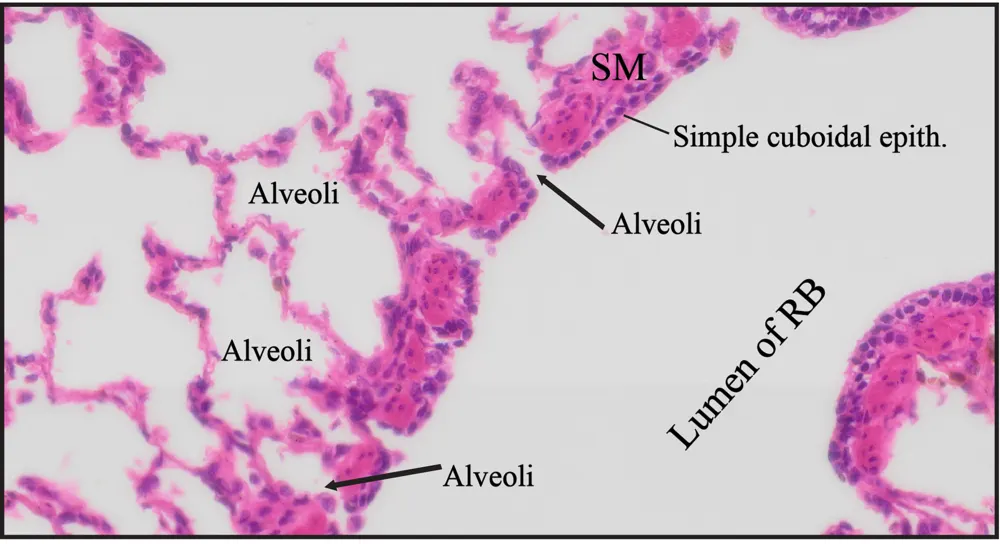 SM
Simple cuboidal epith.
Alveoli
Alveoli
Lumen of RB
Alveoli
Alveoli